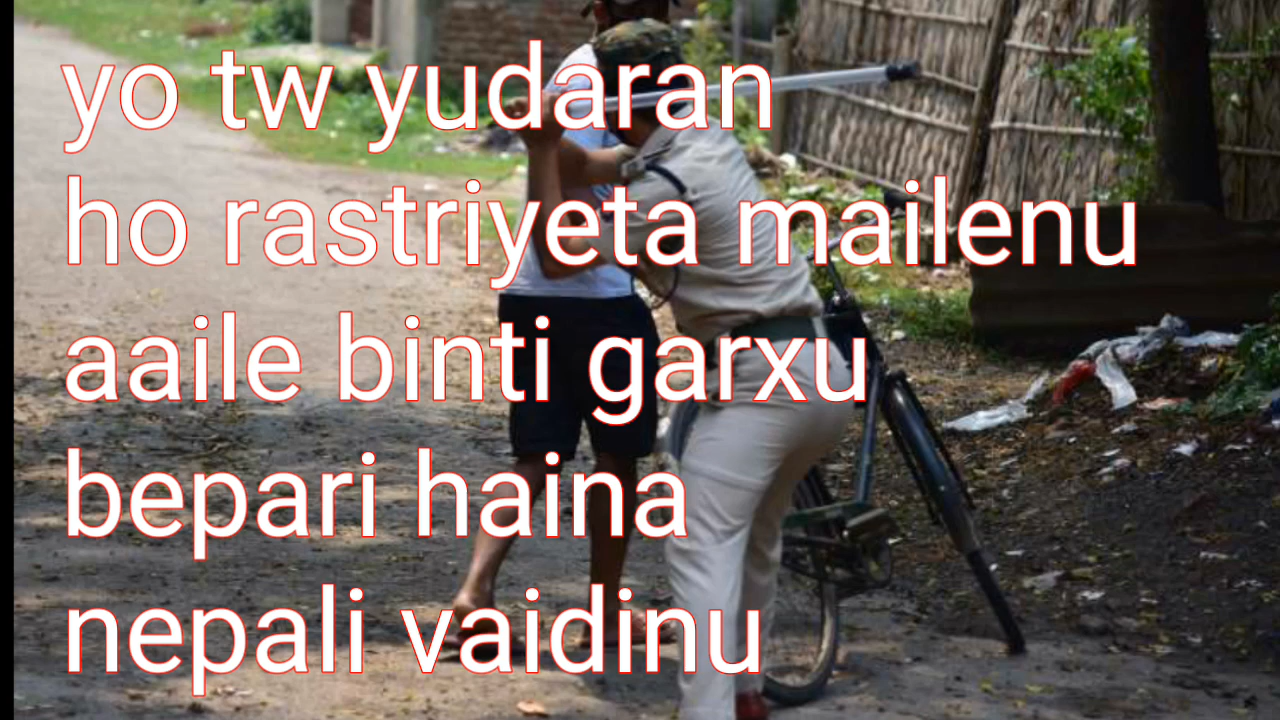 yo tw yudaran
ho rastriyeta mailenu
aaile binti garxu
bepari haina
nepali vaidinu